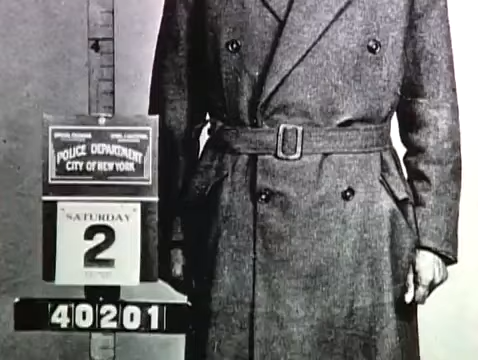 4
POLICE DEPARTMENT
CITY OF NEW YORK
SATURDAY
2
40201